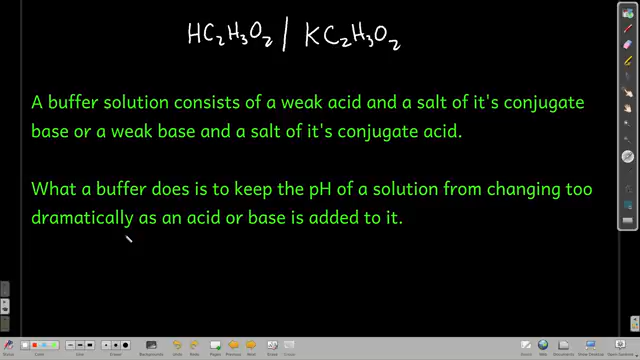 HC₂H₃O₂ / KC₂H₃O₂
A buffer solution consists of a weak acid and a salt of it's conjugate
base or a weak base and a salt of it's conjugate acid.
What a buffer does is to keep the pH of a solution from changing too
dramatically as an acid or base is added to it.